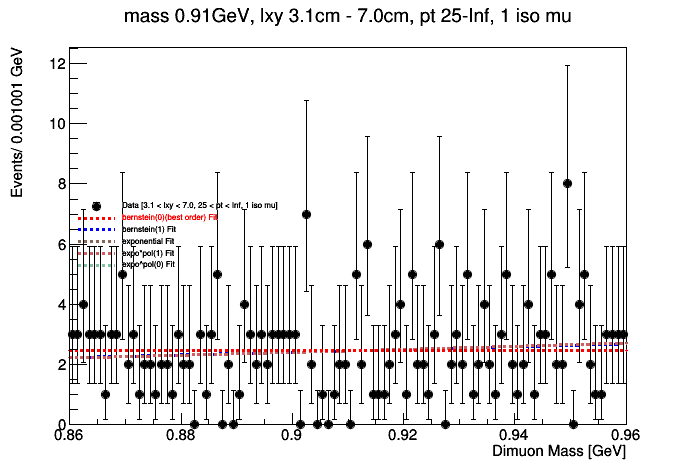 mass 0.91GeV, lxy 3.1cm - 7.0cm, pt 25-Inf, 1 iso mu
Events/ 0.001001 GeV
12
10
8
Data [3.1 < lxy < 7.0, 25 < pt < Inf, 1 iso mu]
bernstein(0)(best order) Fit
bernstein(1) Fit
6
exponential Fit
expo*pol(1) Fit
expo*pol(0) Fit
4
2
0
0.86 0.88 0.9 0.92 0.94 0.96
Dimuon Mass [GeV]